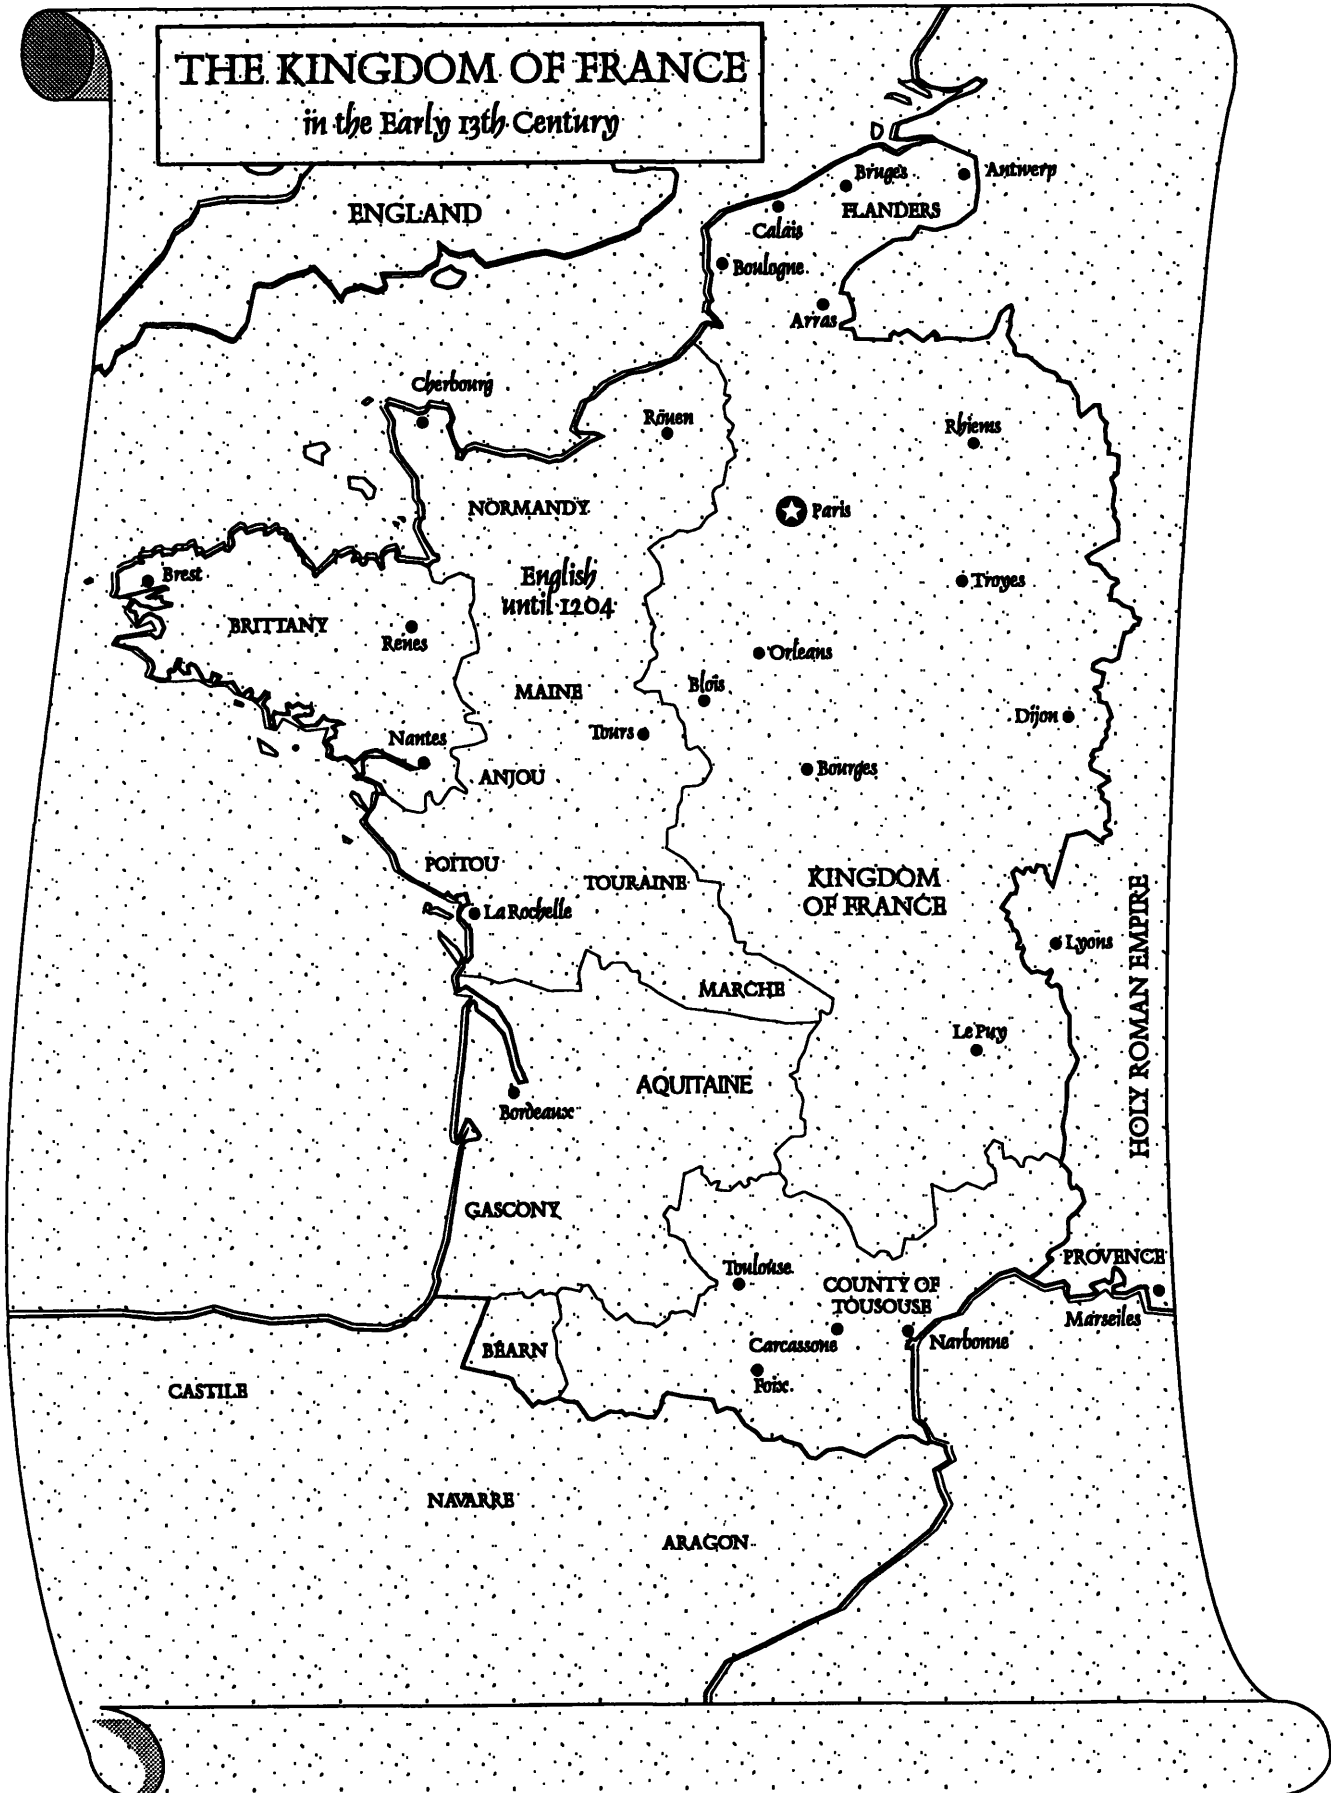 THE KINGDOM OF FRANCE
in the Early 13th Century
ENGLAND
Bruges
Antwerp
FLANDERS
Calais
Boulogne
Arras
Cherbourg
Rouen
Rhiems
NORMANDY
Paris
English
until 1204
Brest
Troyes
BRITTANY
Renes
Orleans
Blois
MAINE
Dijon
Tours
Nantes
Bourges
ANJOU
POITOU
TOURAINE
KINGDOM
OF FRANCE
La Rochelle
Lyons
HOLY ROMAN EMPIRE
MARCHE
Le Puy
AQUITAINE
Bordeaux
GASCONY
PROVENCE
Toulouse
COUNTY OF
TOUSOUSE
Marseiles
Carcassone
Narbonne
BEARN
Foix
CASTILE
NAVARRE
ARAGON